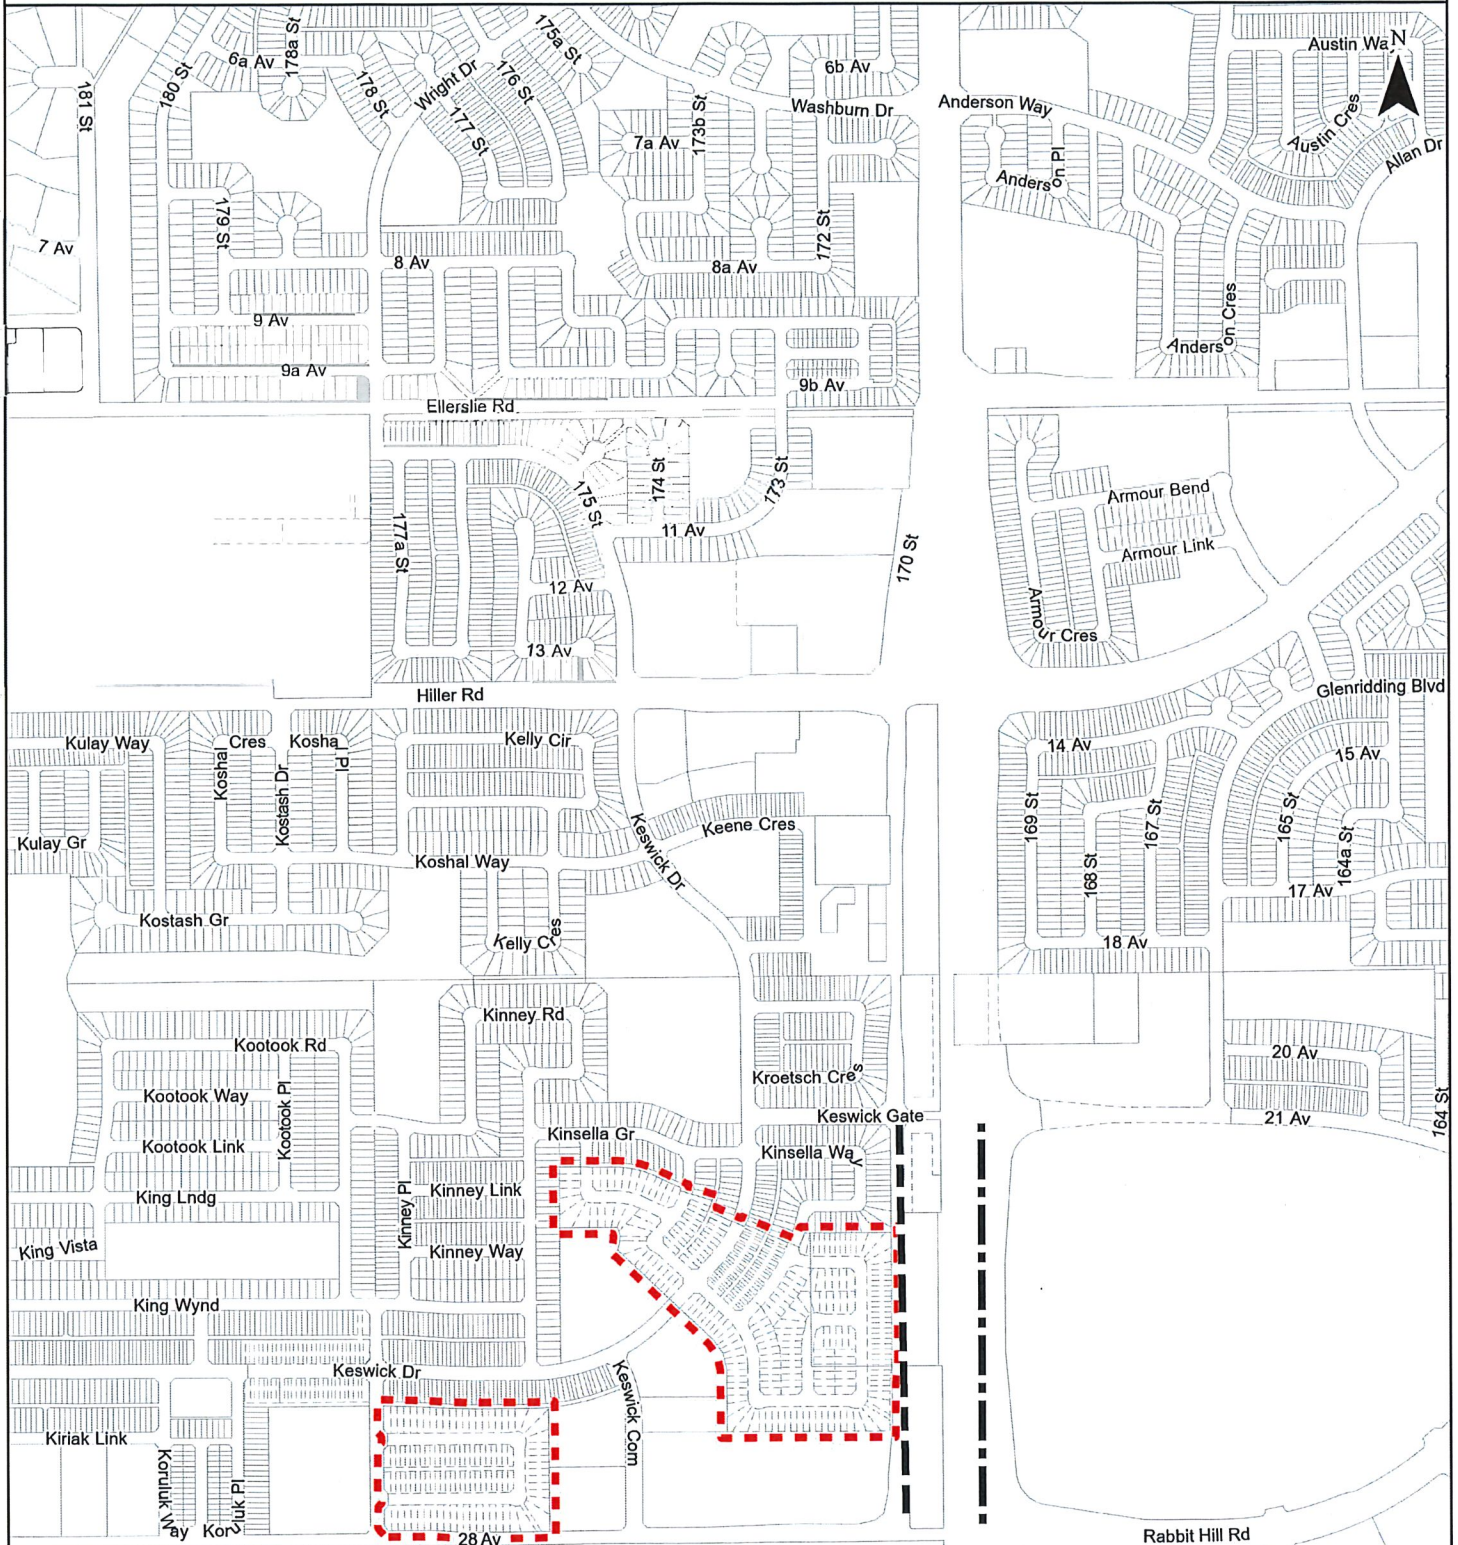 175a St
178a St
6a Av
Austin Wa
N
6b Av
180 St
181 St
178 St
Wright Dr
176 St
177 St
173b St
Washburn Dr
Anderson Way
7a Av
Austin Cres
Allan Dr
Anderson Pl
179 St
172 St
7 Av
8 Av
8a Av
Anderson Cres
9 Av
9a Av
9b Av
Ellerslie Rd
174 St
173 St
175 St
177a St
11 Av
170 St
Armour Bend
Armour Link
12 Av
Armour Cres
13 Av
Hiller Rd
Glenridding Blvd
Kulay Way
Koshal Cres
Koshal Pl
Kostash Dr
Kelly Cir
14 Av
15 Av
169 St
167 St
165 St
164a St
Kulay Gr
Koshal Way
Keswick Dr
Keene Cres
168 St
17 Av
Kostash Gr
Kelly Cres
18 Av
Kinney Rd
Kootook Rd
20 Av
Kroetsch Cres
Kootook Way
Kootook Pl
Keswick Gate
21 Av
164 St
Kinsella Gr
Kootook Link
Kinsella Way
King Lndg
Kinney Link
Kinney Pl
King Vista
Kinney Way
King Wynd
Keswick Dr
Keswick Com
Kiriak Link
Koruluk Way
Koruluk Pl
28 Av
Rabbit Hill Rd